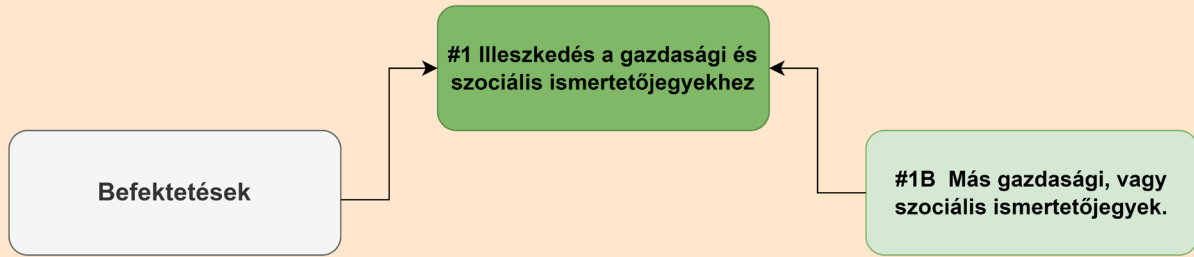 #1 Illeszkedés a gazdasági és
szociális ismertetőjegyekhez
Befektetések
#1B  Más gazdasági, vagy
szociális ismertetőjegyek.